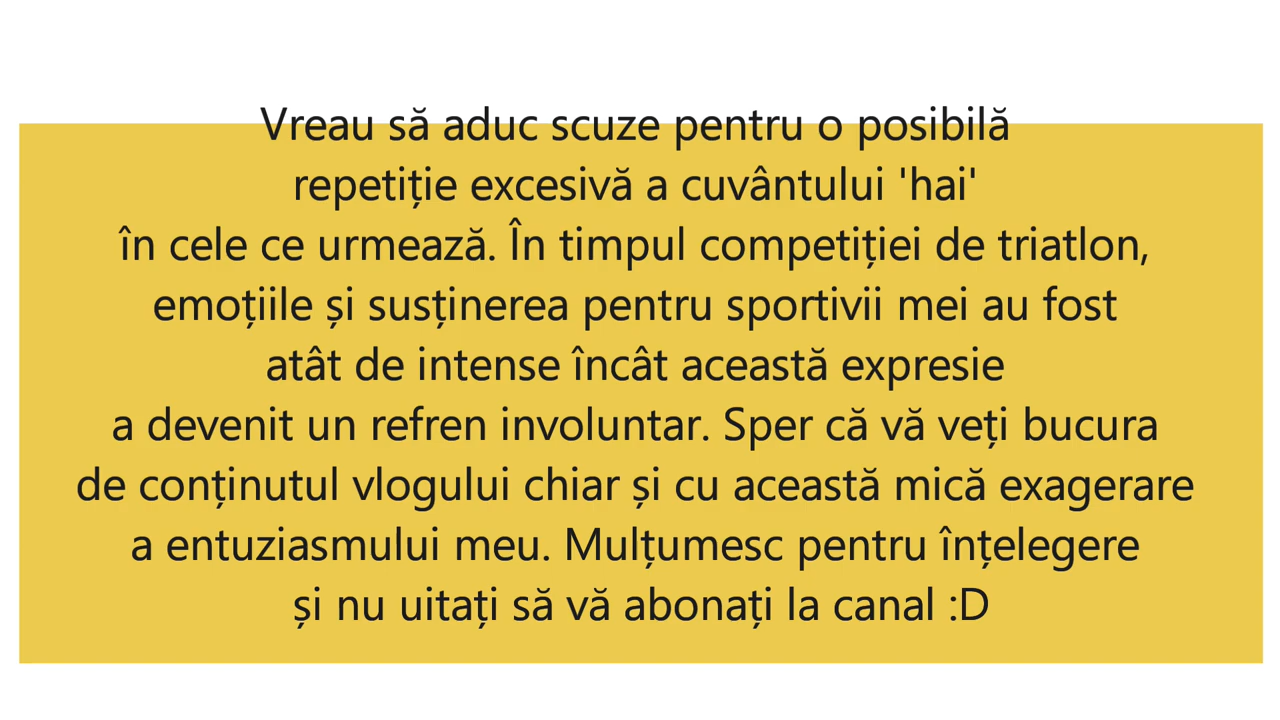 Vreau să aduc scuze pentru o posibilă
repetiție excesivă a cuvântului 'hai'
în cele ce urmează. În timpul competiției de triatlon,
emoțiile și susținerea pentru sportivii mei au fost
atât de intense încât această expresie
a devenit un refren involuntar. Sper că vă veți bucura
de conținutul vlogului chiar și cu această mică exagerare
a entuziasmului meu. Mulțumesc pentru înțelegere
și nu uitați să vă abonați la canal :D